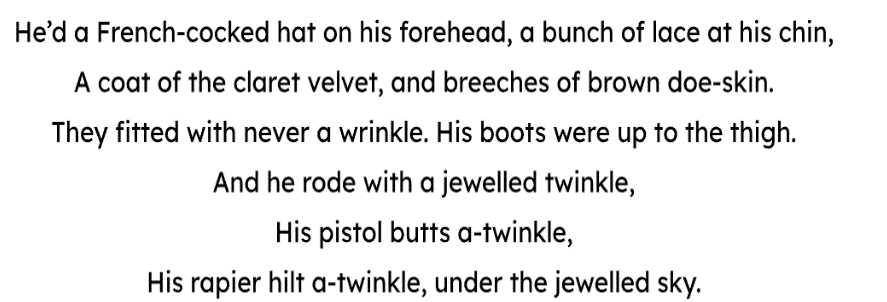 He’d a French-cocked hat on his forehead, a bunch of lace at his chin,
A coat of the claret velvet, and breeches of brown doe-skin.
They fitted with never a wrinkle. His boots were up to the thigh.
And he rode with a jewelled twinkle,
His pistol butts a-twinkle,
His rapier hilt a-twinkle, under the jewelled sky.